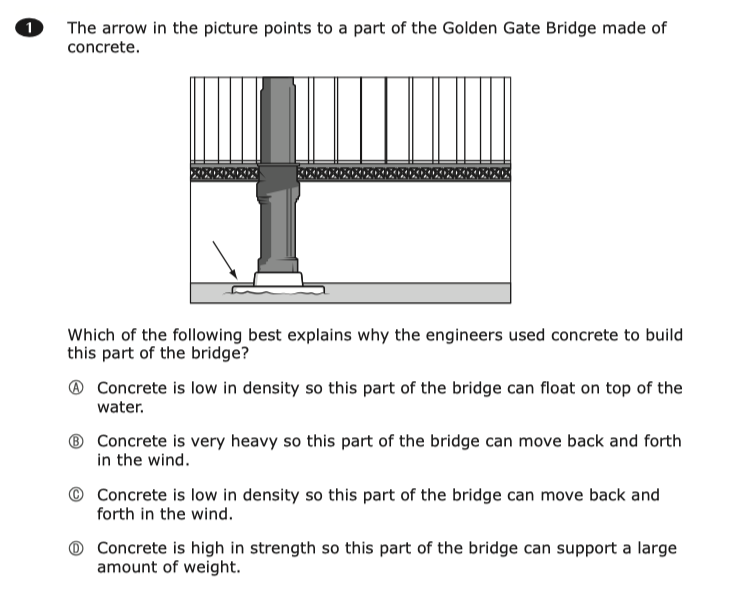 1 The arrow in the picture points to a part of the Golden Gate Bridge made of
concrete.
Which of the following best explains why the engineers used concrete to build
this part of the bridge?
Ⓐ Concrete is low in density so this part of the bridge can float on top of the
water.
Ⓑ Concrete is very heavy so this part of the bridge can move back and forth
in the wind.
Ⓒ Concrete is low in density so this part of the bridge can move back and
forth in the wind.
Ⓓ Concrete is high in strength so this part of the bridge can support a large
amount of weight.